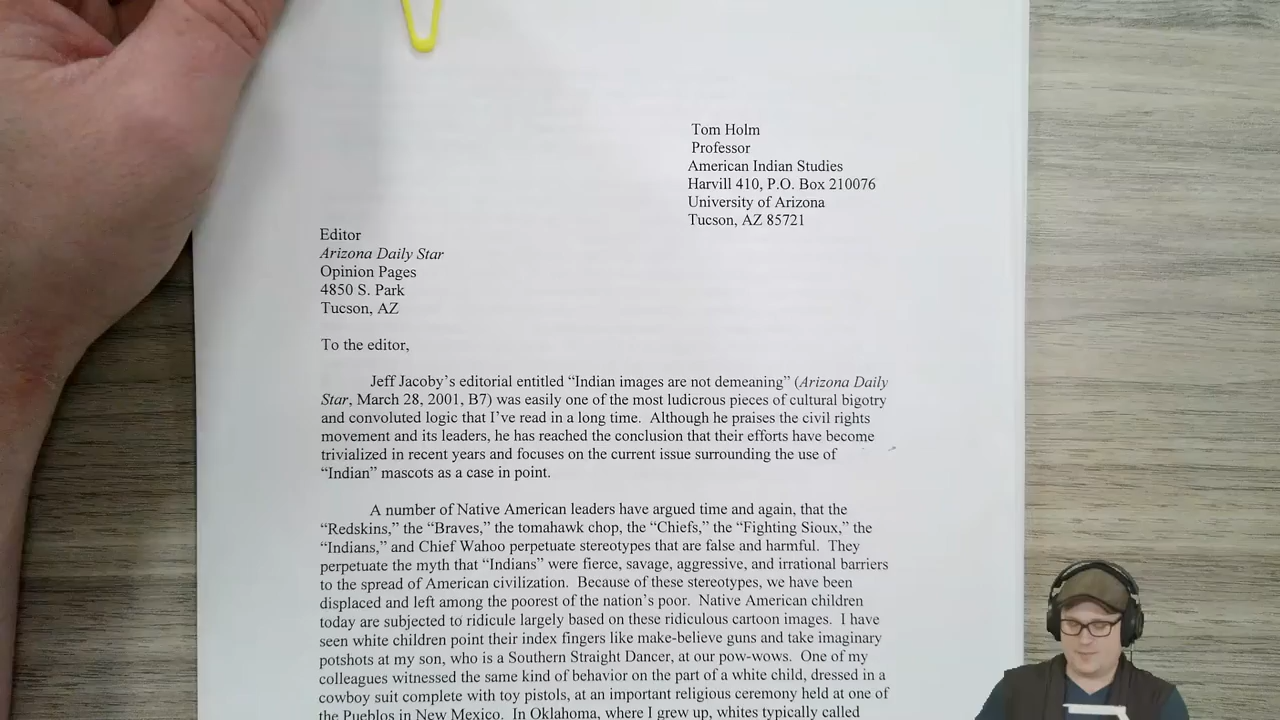 Tom Holm
Professor
American Indian Studies
Harvill 410, P.O. Box 210076
University of Arizona
Tucson, AZ 85721
Editor
Arizona Daily Star
Opinion Pages
4850 S. Park
Tucson, AZ
To the editor,
Jeff Jacoby’s editorial entitled “Indian images are not demeaning” (Arizona Daily
Star, March 28, 2001, B7) was easily one of the most ludicrous pieces of cultural bigotry
and convoluted logic that I’ve read in a long time.  Although he praises the civil rights
movement and its leaders, he has reached the conclusion that their efforts have become
trivialized in recent years and focuses on the current issue surrounding the use of
“Indian” mascots as a case in point.
A number of Native American leaders have argued time and again, that the
“Redskins,” the “Braves,” the tomahawk chop, the “Chiefs,” the “Fighting Sioux,” the
“Indians,” and Chief Wahoo perpetuate stereotypes that are false and harmful.  They
perpetuate the myth that “Indians” were fierce, savage, aggressive, and irrational barriers
to the spread of American civilization.  Because of these stereotypes, we have been
displaced and left among the poorest of the nation’s poor.  Native American children
today are subjected to ridicule largely based on these ridiculous cartoon images.  I have
seen white children point their index fingers like make-believe guns and take imaginary
potshots at my son, who is a Southern Straight Dancer, at our pow-wows.  One of my
colleagues witnessed the same kind of behavior on the part of a white child, dressed in a
cowboy suit complete with toy pistols, at an important religious ceremony held at one of
the Pueblos in New Mexico.  In Oklahoma, where I grew up, whites typically called